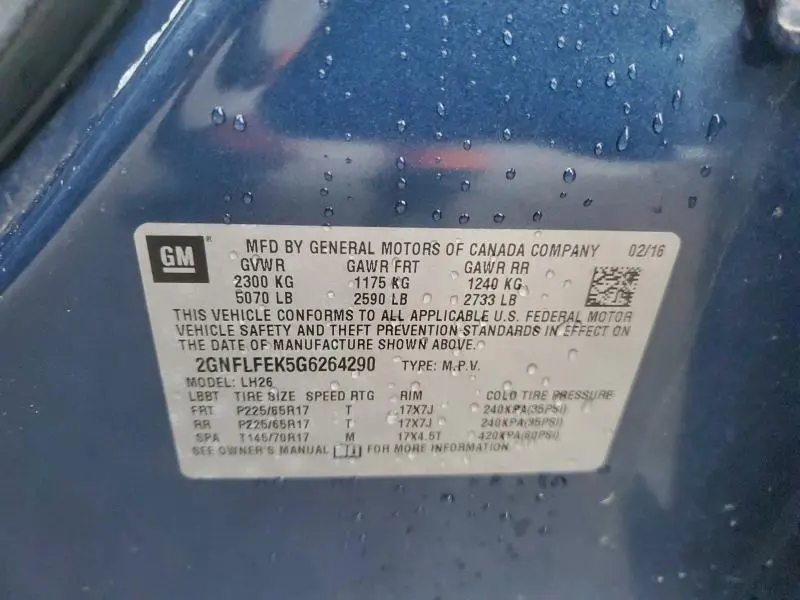 GM ® MFD BY GENERAL MOTORS OF CANADA COMPANY 02/16
GVWR GAWR FRT GAWR RR
2300 KG 1175 KG 1240 KG
5070 LB 2590 LB 2733 LB
THIS VEHICLE CONFORMS TO ALL APPLICABLE U.S. FEDERAL MOTOR
VEHICLE SAFETY AND THEFT PREVENTION STANDARDS IN EFFECT ON
THE DATE OF MANUFACTURE SHOWN ABOVE.
2GNFLFEK5G6264290 TYPE: M.P.V.
MODEL: LH26
LBBT TIRE SIZE SPEED RTG RIM COLD TIRE PRESSURE
FRT P225/65R17 T 17X7J 240KPA(35PSI)
RR P225/65R17 T 17X7J 240KPA(35PSI)
SPA T145/70R17 M 17X4.5T 420KPA(60PSI)
SEE OWNER'S MANUAL FOR MORE INFORMATION